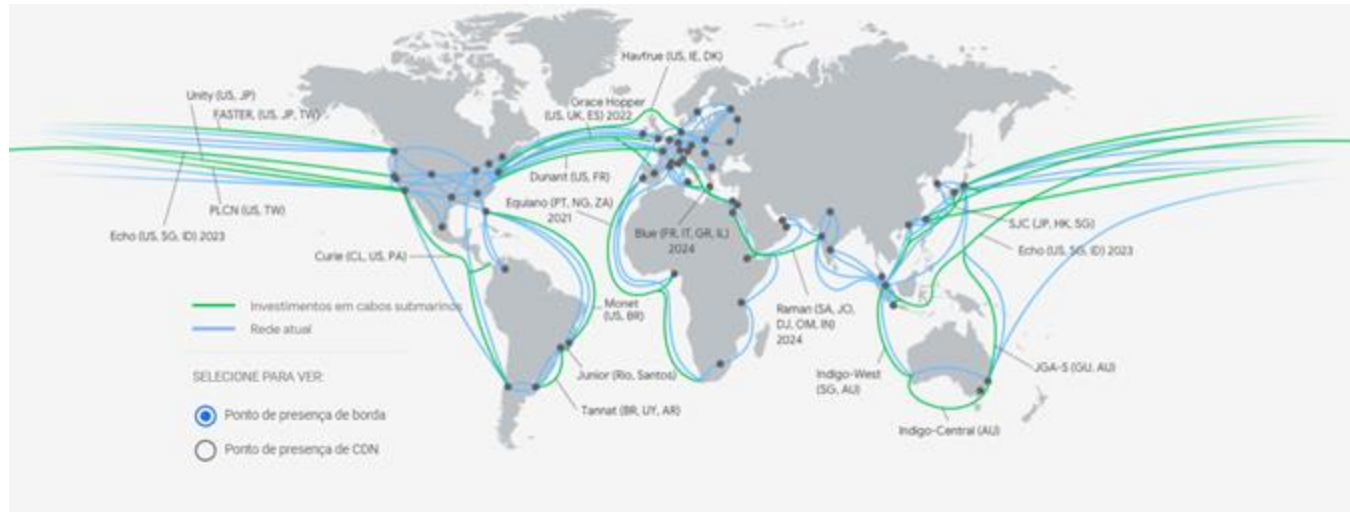 Havfrue (US, IE, DK)
Unity (US, JP)
FASTER, (US, JP, TW)
Grace Hopper
(US, UK, ES) 2022
Dunant (US, FR)
PLCN (US, TW)
Equiano (PT, NG, ZA)
2021
Echo (US, SG, ID) 2023
Blue (FR, IT, GR, IL)
2024
SJC (JP, HK, SG)
Echo (US, SG, ID) 2023
Curie (CL, US, PA)
Investimentos em cabos submarinos
Rede atual
Monet
(US, BR)
Raman (SA, JO,
DJ, OM, IN)
2024
SELECIONE PARA VER:
Junior (Rio, Santos)
Indigo-West
(SG, AU)
JGA-S (GU, AU)
Ponto de presença de borda
Tannat (BR, UY, AR)
Indigo-Central (AU)
Ponto de presença de CDN